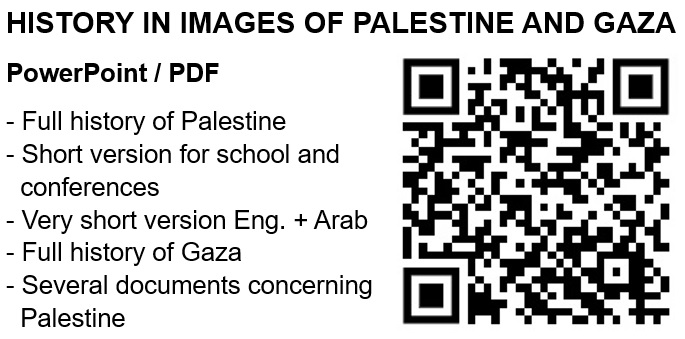 HISTORY IN IMAGES OF PALESTINE AND GAZA
PowerPoint / PDF
- Full history of Palestine
- Short version for school and
conferences
- Very short version Eng. + Arab
- Full history of Gaza
- Several documents concerning
Palestine